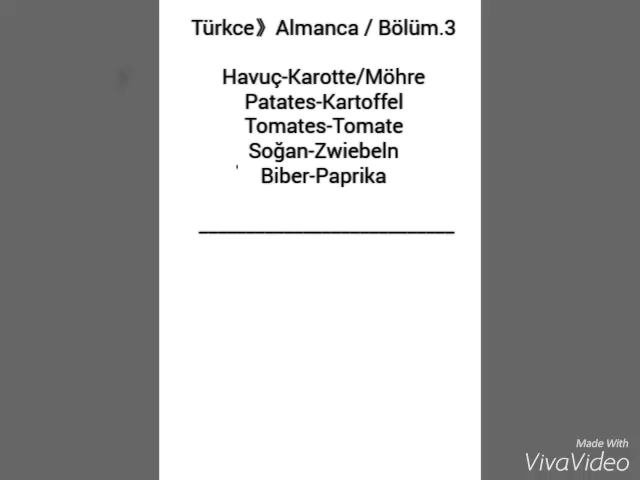 Türkce》Almanca / Bölüm.3
Havuç-Karotte/Möhre
Patates-Kartoffel
Tomates-Tomate
Soğan-Zwiebeln
Biber-Paprika
Made With
VivaVideo